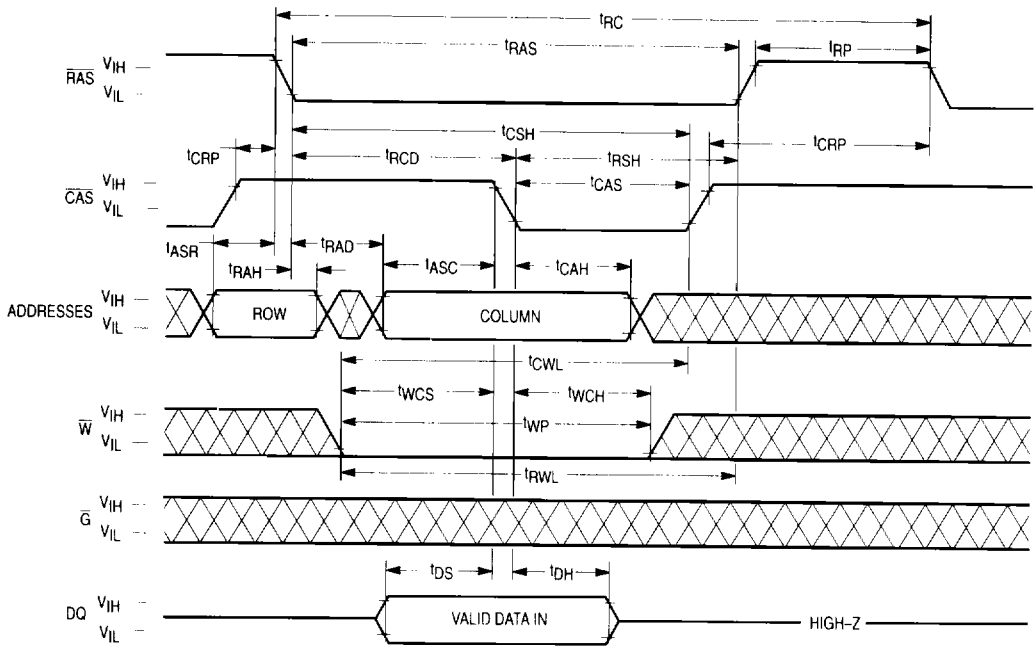 tRC
tRAS
tRP
RAS
VIH
VIL
tCSH
tCRP
tRCD
tRSH
tCRP
CAS
VIH
VIL
tCAS
tASR
tRAD
tRAH
tASC
tCAH
ADDRESSES
VIH
VIL
ROW
COLUMN
tCWL
tWCS
tWCH
W
VIH
VIL
tWP
tRWL
G
VIH
VIL
tDS
tDH
DQ
VIH
VIL
VALID DATA IN
HIGH-Z